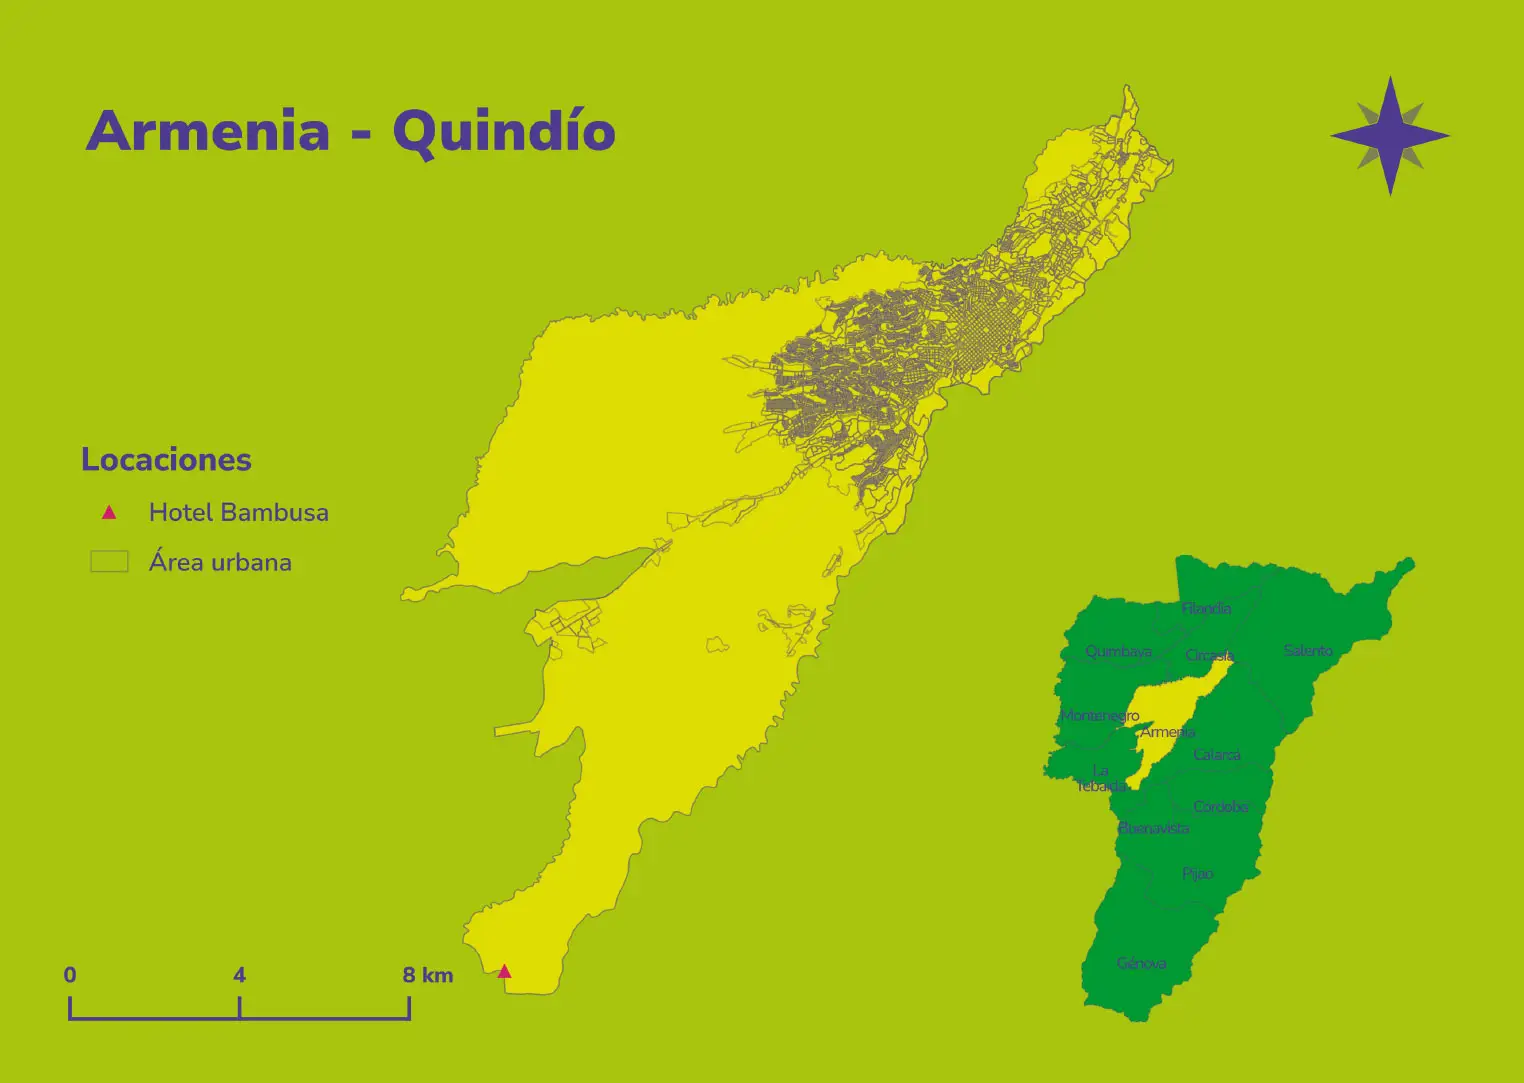 Armenia - Quindío
Locaciones
Hotel Bambusa
Área urbana
0 4 8 km
Filandia
Quimbaya
Circasia
Salento
Montenegro
Armenia
Calarcá
La
Tebaida
Cordoba
Buenavista
Pijao
Génova